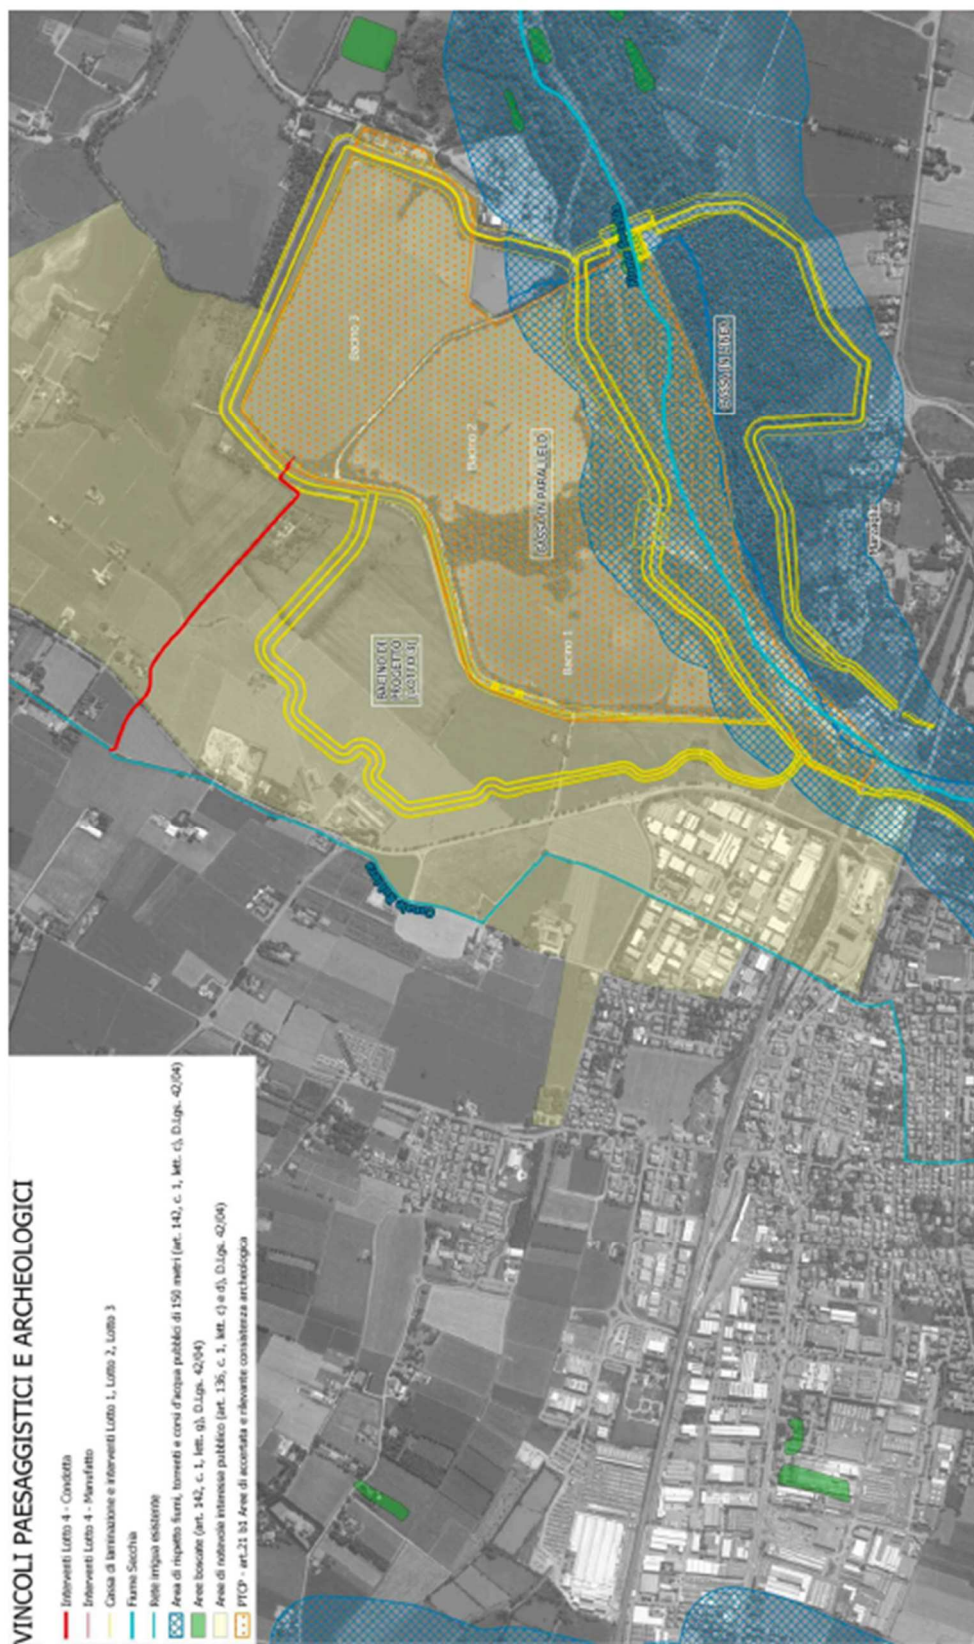 VINCOLI PAESAGGISTICI E ARCHEOLOGICI
Interventi Lotto 4 - Condotta
Interventi Lotto 4 - Manufatto
Cassa di laminazione e interventi Lotto 1, Lotto 2, Lotto 3
Fiume Secchia
Rete irrigua esistente
Area di rispetto fiumi, torrenti e corsi d'acqua pubblici di 150 metri (art. 142, c. 1, lett. c), D.Lgs. 42/04)
Aree boscate (art. 142, c. 1, lett. g), D.Lgs. 42/04)
Aree di notevole interesse pubblico (art. 136, c. 1, lett. c) e d), D.Lgs. 42/04)
PTCP - art.21 b1 Aree di accertata e rilevante consistenza archeologica
BACINO DI
PROGETTO
(LOTTO 3)
Bacino 3
Bacino 2
Bacino 1
CASSA IN PARALLELO
CASSA IN LINEA
Marzaglia